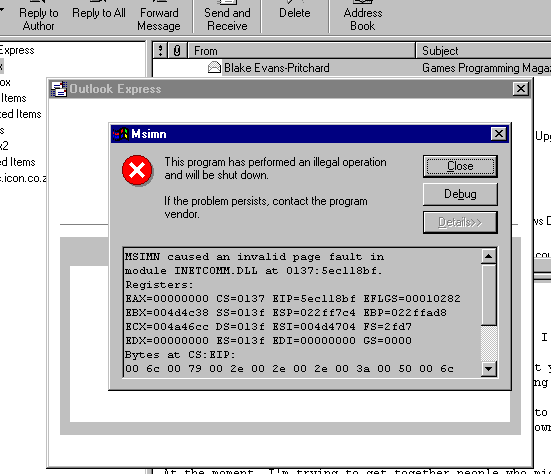 Reply to Reply to All Forward Send and Delete Address
Author Message Receive Book
Express From Subject
Blake Evans-Pritchard Games Programming Magaz
ox
Items
ted Items
s
x2
ted Items
s.icon.co.z
Outlook Express
Upg
Msimn
This program has performed an illegal operation
and will be shut down.
If the problem persists, contact the program
vendor.
Close
Debug
Details>>
ws D
cou
MSIMN caused an invalid page fault in
module INETCOMM.DLL at 0137:5ec118bf.
Registers:
EAX=00000000 CS=0137 EIP=5ec118bf EFLGS=00010282
EBX=004d4c38 SS=013f ESP=022ff7c4 EBP=022ffad8
ECX=004a46cc DS=013f ESI=004d4704 FS=2fd7
EDX=00000000 ES=013f EDI=00000000 GS=0000
Bytes at CS:EIP:
00 6c 00 79 00 2e 00 2e 00 2e 00 3a 00 50 00 6c
I
t y
ing
to
own
At the moment, I'm trying to get together people who mig